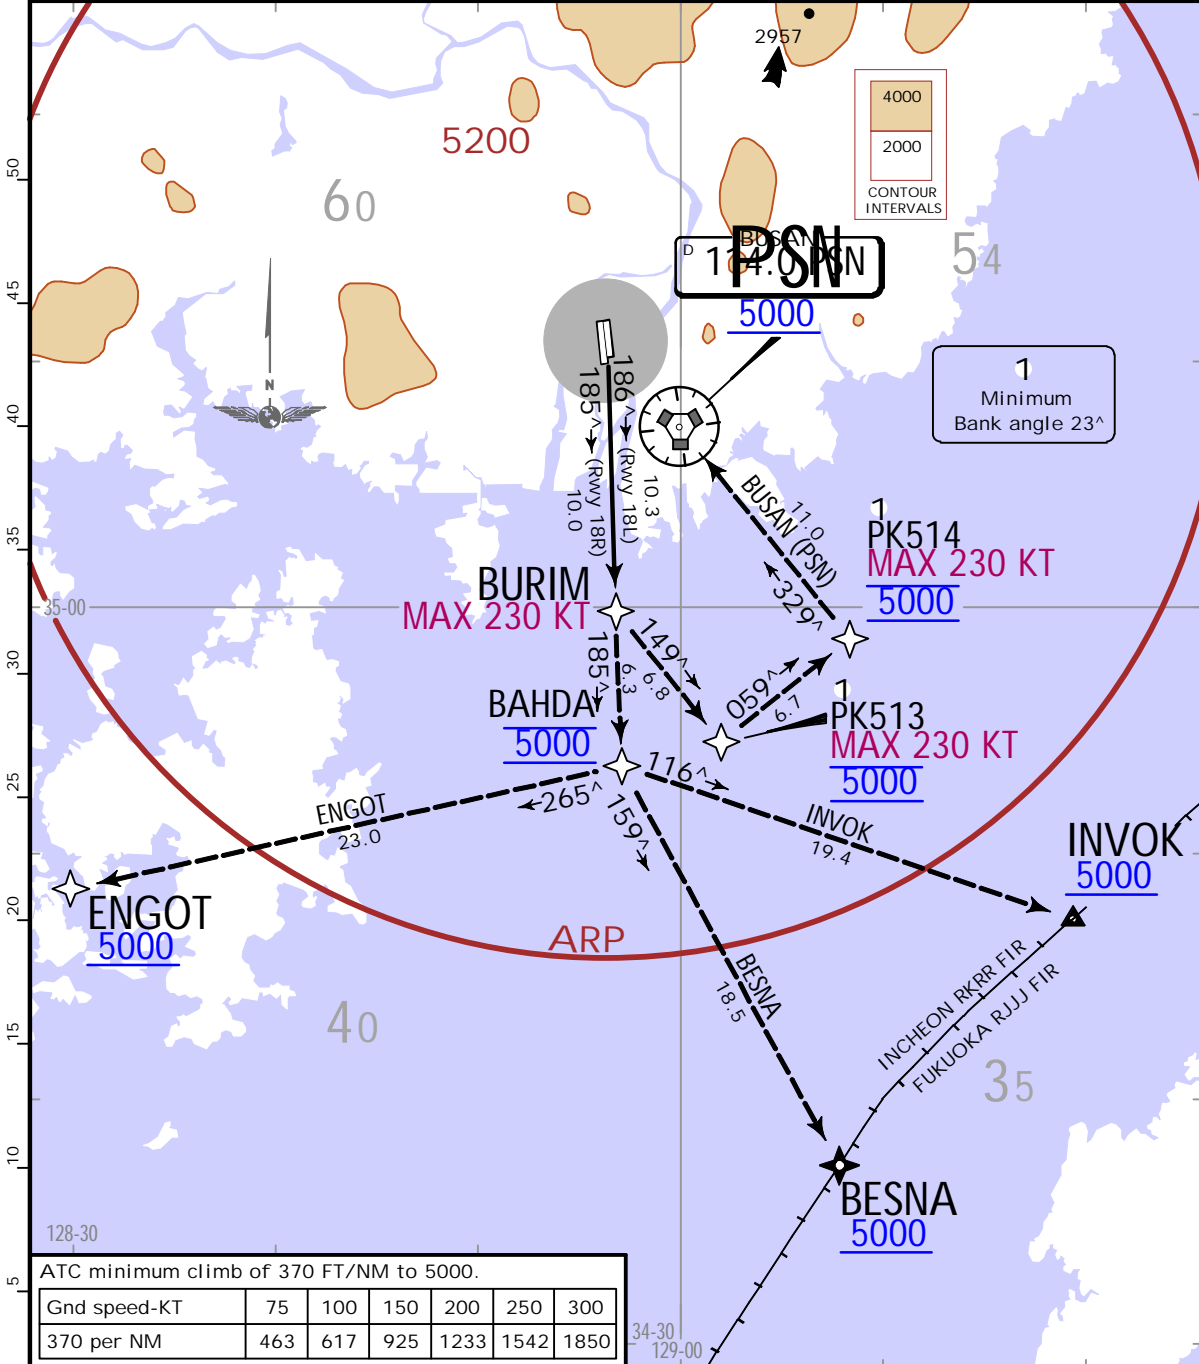 2957
4000
2000
CONTOUR
INTERVALS
5200
60
54
BUSAN
PSN
D 114.0 PSN
5000
N
1
Minimum
Bank angle 23^
50
45
40
35
30
25
20
15
10
5
186^
(Rwy 18L)
10.3
185^
(Rwy 18R)
10.0
BUSAN (PSN)
11.0
329^
1
PK514
MAX 230 KT
5000
BURIM
MAX 230 KT
35-00
185^
6.3
149^
6.8
059^
6.7
1
PK513
MAX 230 KT
5000
BAHDA
5000
116^
INVOK
19.4
INVOK
5000
ENGOT
23.0
265^
ENGOT
5000
159^
BESNA
18.5
ARP
40
35
INCHEON RKRR FIR
FUKUOKA RJJJ FIR
BESNA
5000
128-30
34-30
129-00
ATC minimum climb of 370 FT/NM to 5000.
Gnd speed-KT 75 100 150 200 250 300
370 per NM 463 617 925 1233 1542 1850